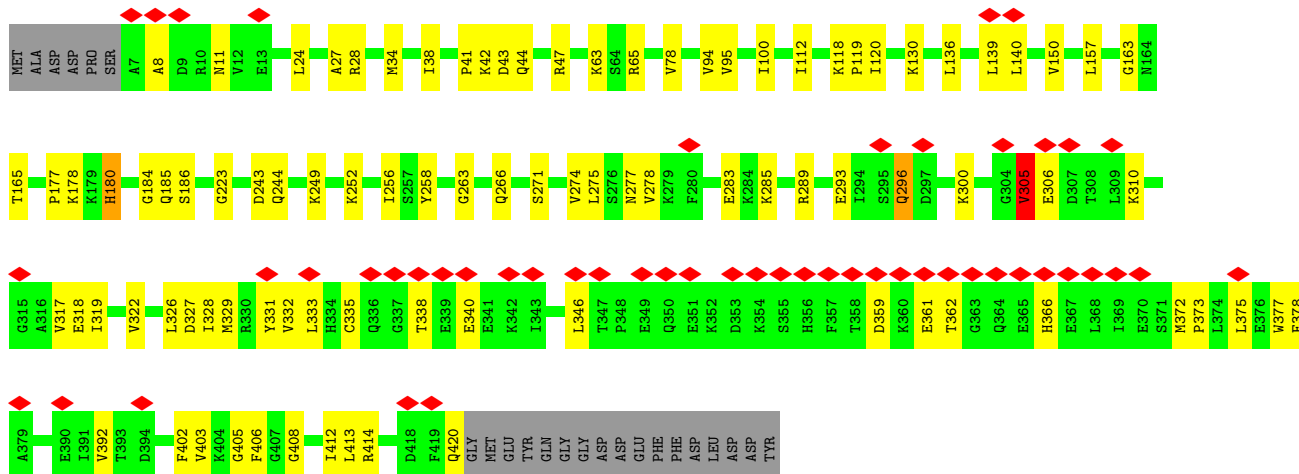 MET ALA ASP ASP PRO SER A7 A8 D9 R10 N11 V12 E13 L24 A27 R28 M34 I38 P41 K42 D43 Q44 R47 K63 S64 R65 V78 V94 V95 I100 I112 K118 P119 I120 K130 L136 L139 L140 V150 L157 G163 N164
T165 P177 K178 K179 H180 G184 Q185 S186 G223 D243 Q244 K249 K252 I256 S257 Y258 G263 Q266 S271 V274 L275 S276 N277 V278 K279 F280 E283 K284 K285 R289 E293 I294 S295 Q296 D297 K300 G304 V305 E306 D307 T308 L309 K310
G315 A316 V317 E318 I319 V322 L326 D327 I328 M329 R330 Y331 V332 L333 H334 C335 Q336 G337 T338 E339 E340 E341 K342 I343 L346 T347 P348 E349 Q350 E351 K352 D353 K354 S355 H356 F357 T358 D359 K360 E361 T362 G363 Q364 E365 H366 E367 L368 I369 E370 S371 M372 P373 L374 L375 E376 W377 E378
A379 E390 I391 V392 T393 D394 F402 V403 K404 G405 F406 G407 G408 I412 L413 R414 D418 F419 Q420 GLY MET GLU TYR GLN GLY GLY ASP ASP GLU PHE PHE ASP LEU ASP ASP TYR